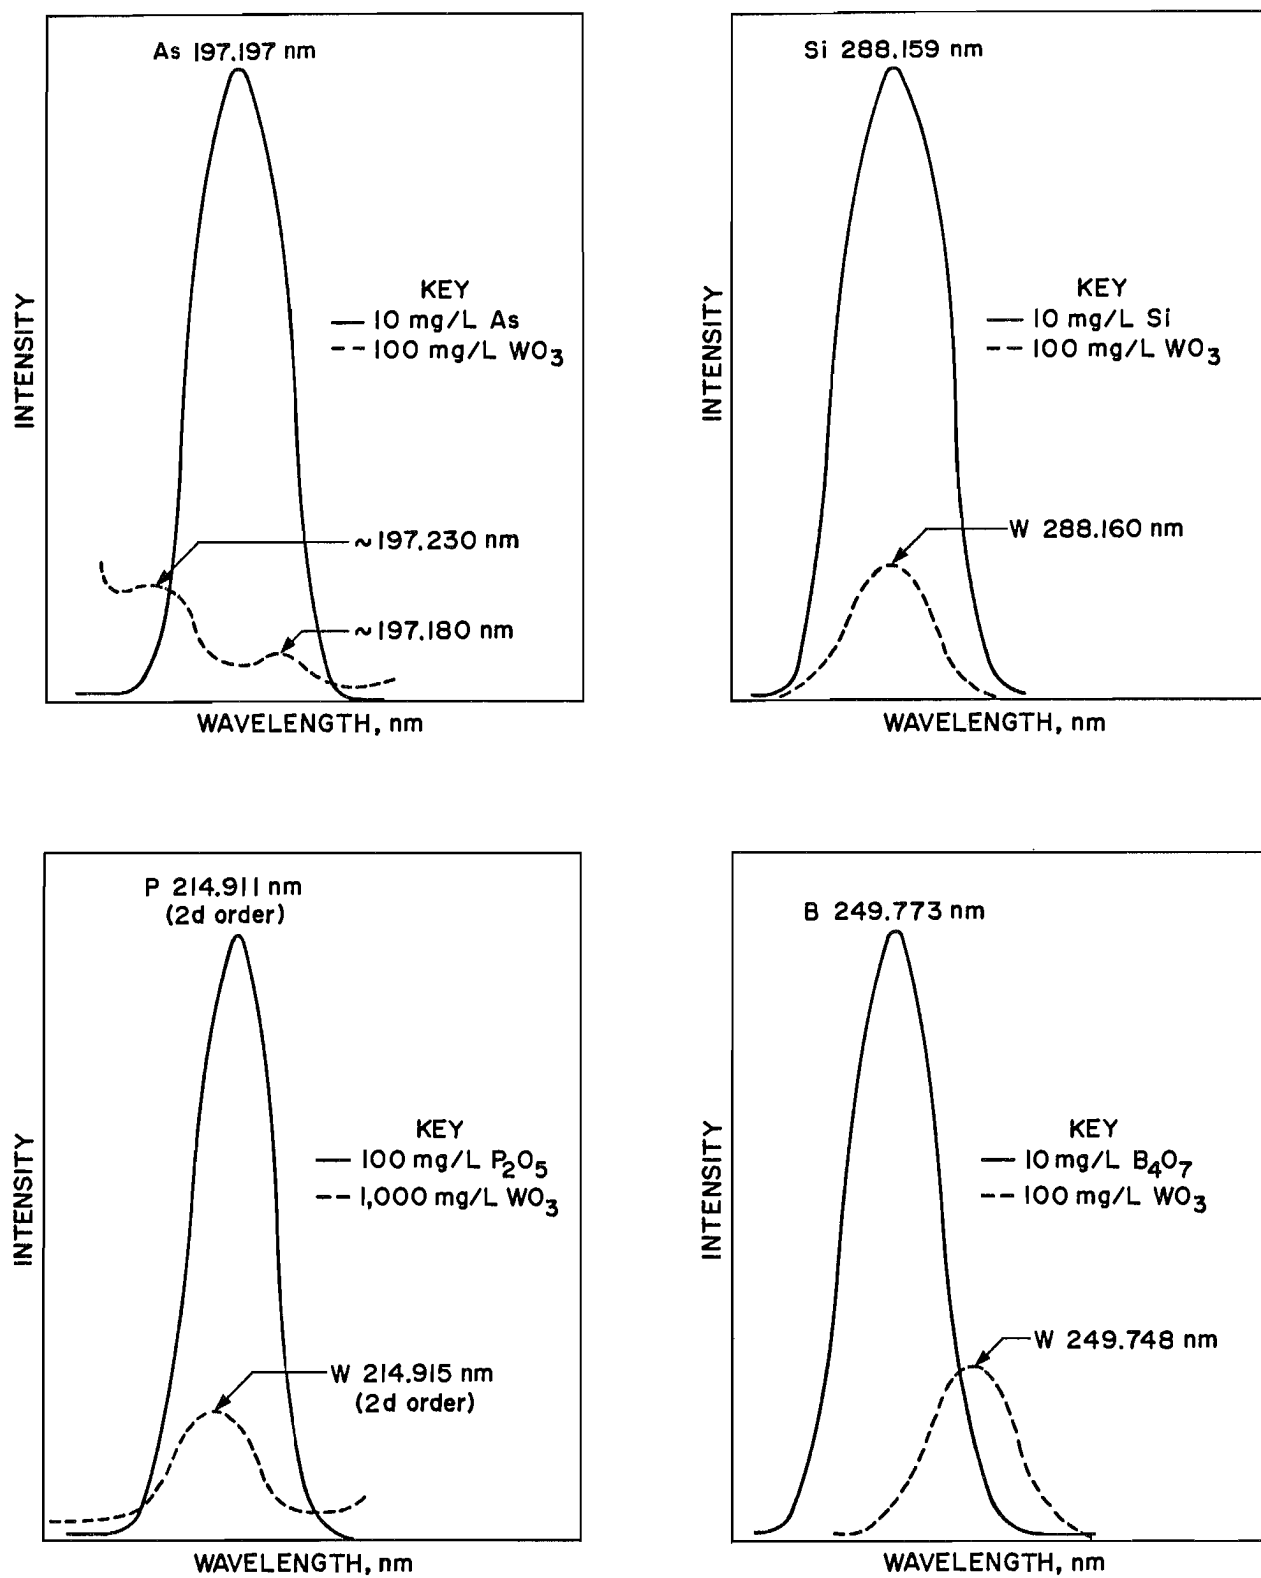 As 197.197 nm
INTENSITY
KEY
10 mg/L As
100 mg/L WO3
~197.230 nm
~197.180 nm
WAVELENGTH, nm
Si 288.159 nm
INTENSITY
KEY
10 mg/L Si
100 mg/L WO3
W 288.160 nm
WAVELENGTH, nm
P 214.911 nm
(2d order)
INTENSITY
KEY
100 mg/L P2O5
1,000 mg/L WO3
W 214.915 nm
(2d order)
WAVELENGTH, nm
B 249.773 nm
INTENSITY
KEY
10 mg/L B4O7
100 mg/L WO3
W 249.748 nm
WAVELENGTH, nm